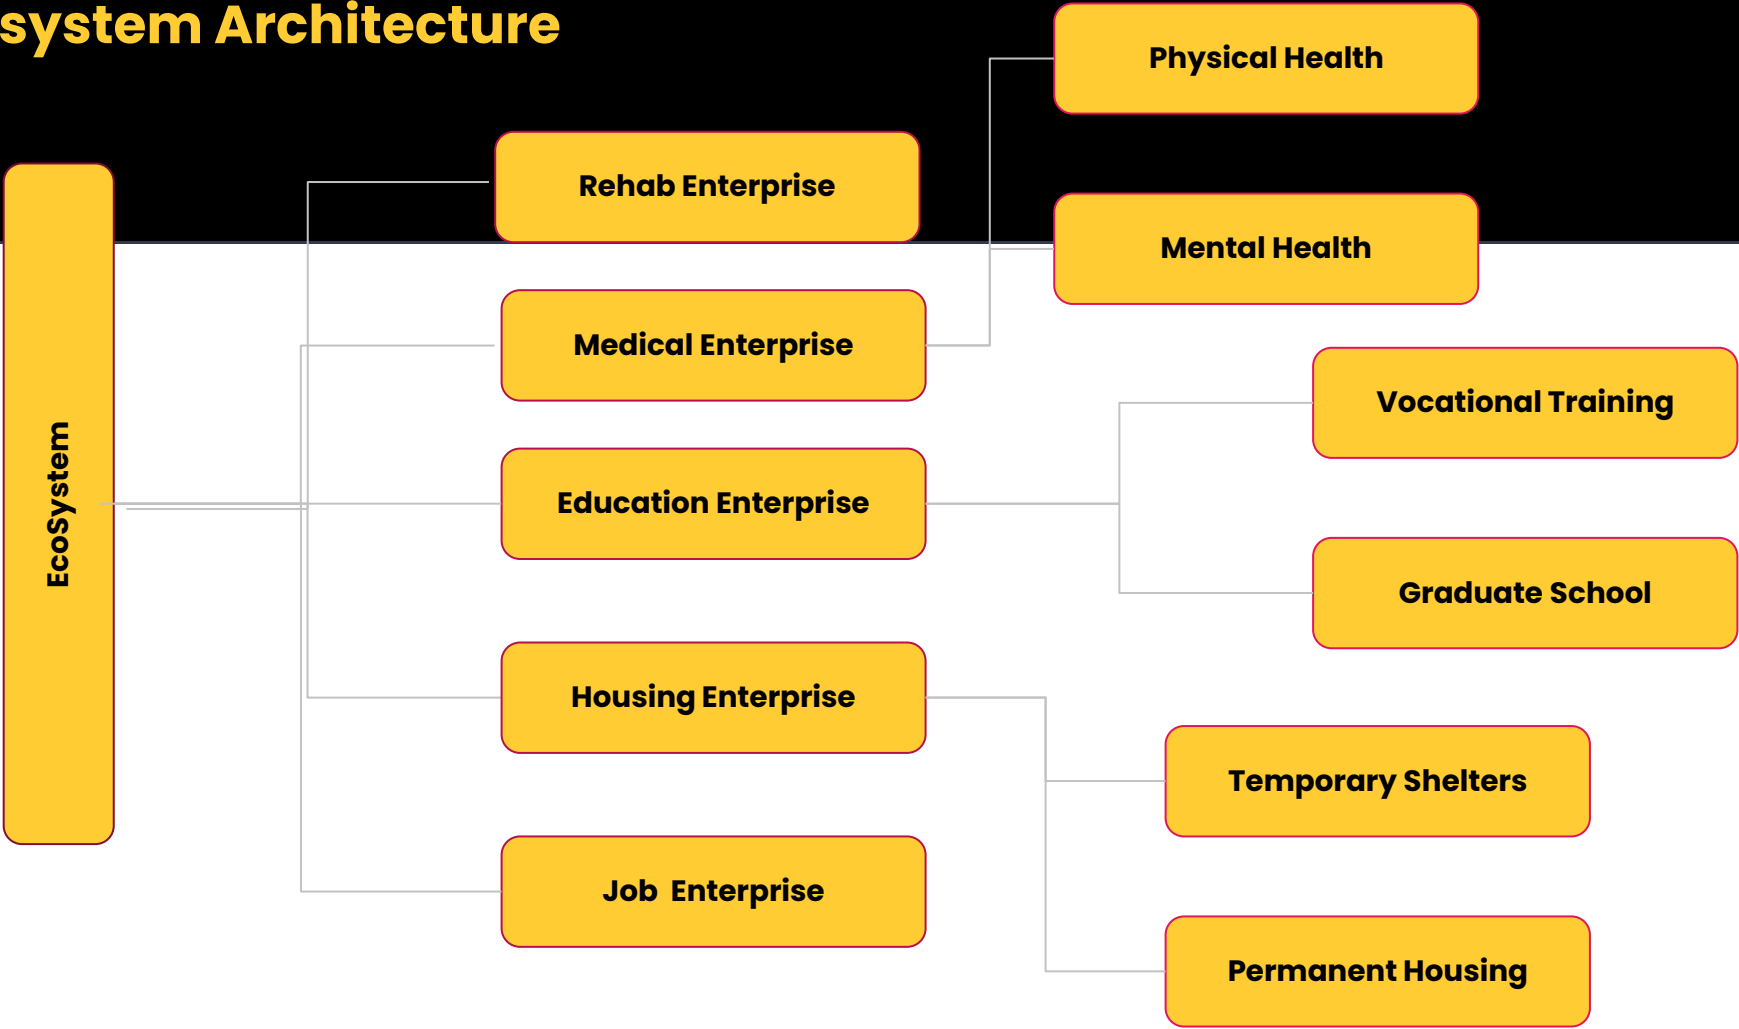 system Architecture
Physical Health
Rehab Enterprise
Mental Health
Medical Enterprise
Vocational Training
EcoSystem
Education Enterprise
Graduate School
Housing Enterprise
Temporary Shelters
Job  Enterprise
Permanent Housing